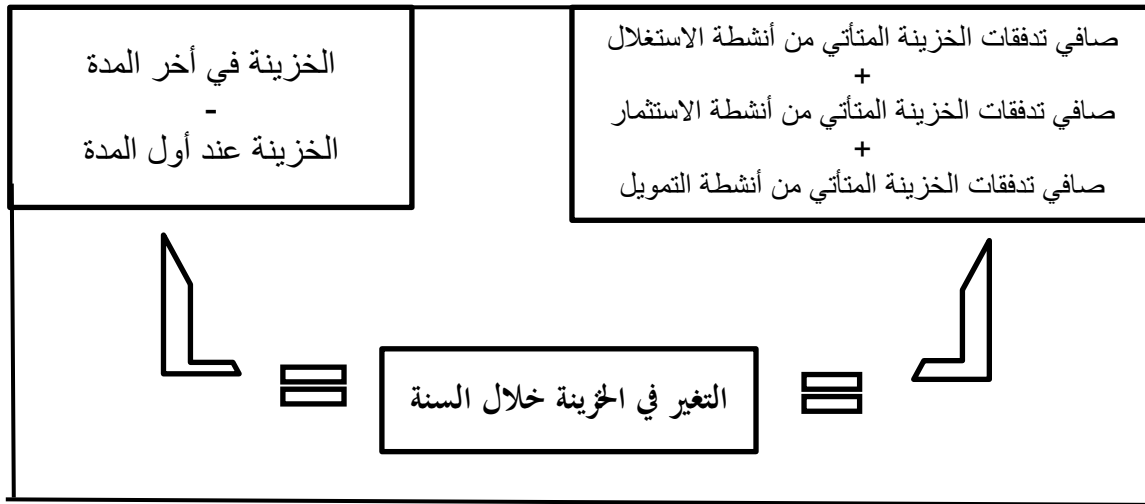 صافي تدفقات الخزينة المتأتي من أنشطة الاستغلال
+
صافي تدفقات الخزينة المتأتي من أنشطة الاستثمار
+
صافي تدفقات الخزينة المتأتي من أنشطة التمويل
الخزينة في أخر المدة
-
الخزينة عند أول المدة
=
التغير في الخزينة خلال السنة
=